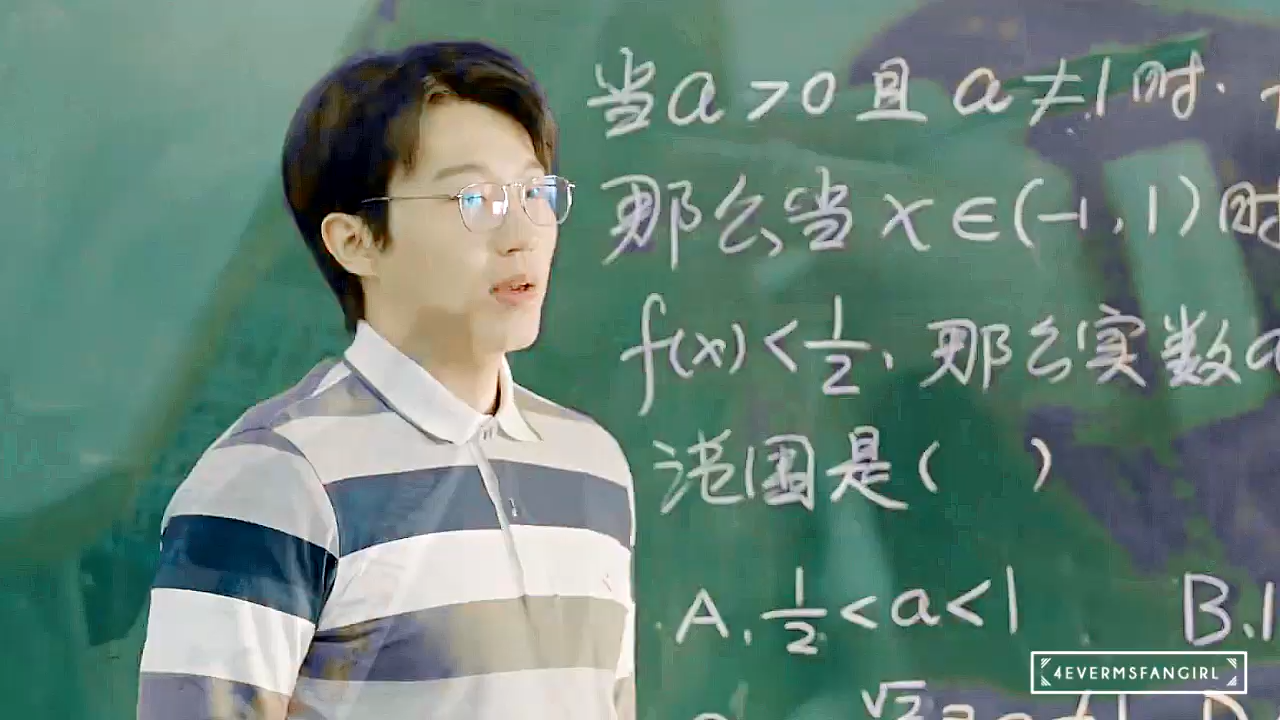 当a>0且a≠1时.
那么当x∈(-1,1)时
f(x)<1/2,那么实数a
范围是( )
A. 1/2<a<1 B.1
4EVERMSFANGIRL